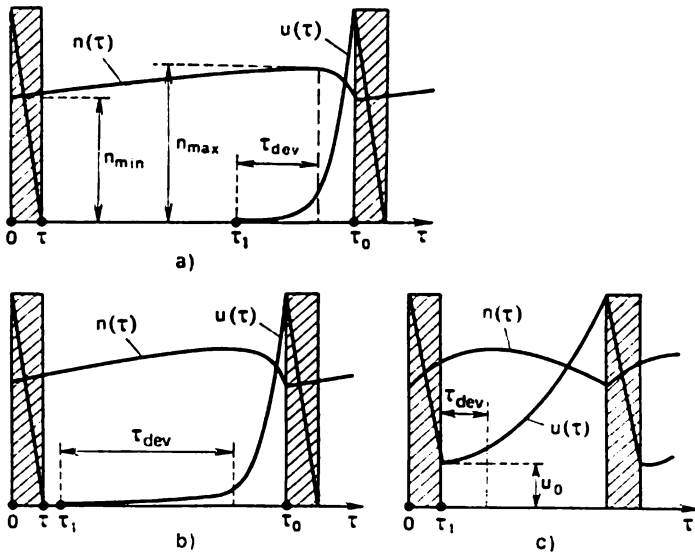 n(τ)
u(τ)
n_min
n_max
τ_dev
0 τ τ_1 τ_0 τ
a)
n(τ)
u(τ)
τ_dev
0 τ τ_1 τ_0 τ
b)
n(τ)
τ_dev
u(τ)
u_0
0 τ_1 τ
c)